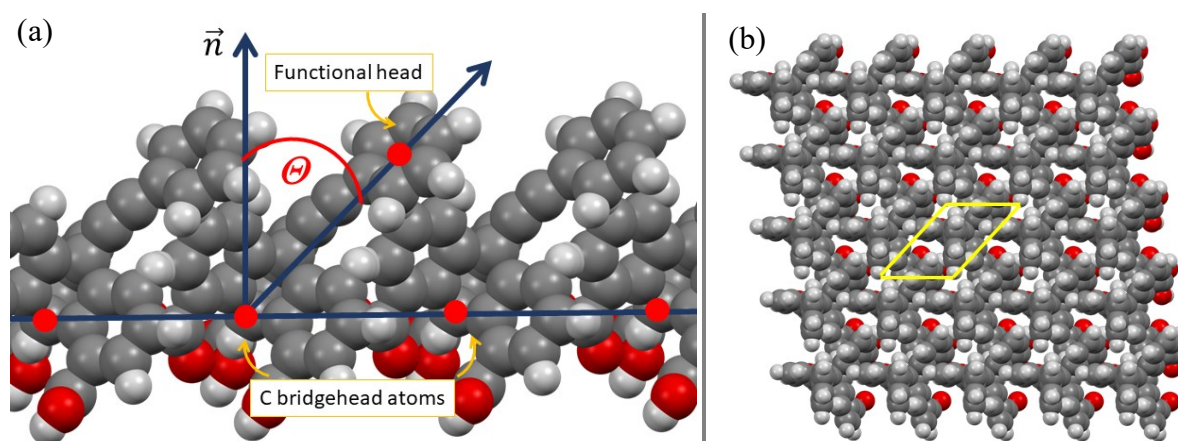 (a)
n⃗
Functional head
Θ
C bridgehead atoms
(b)